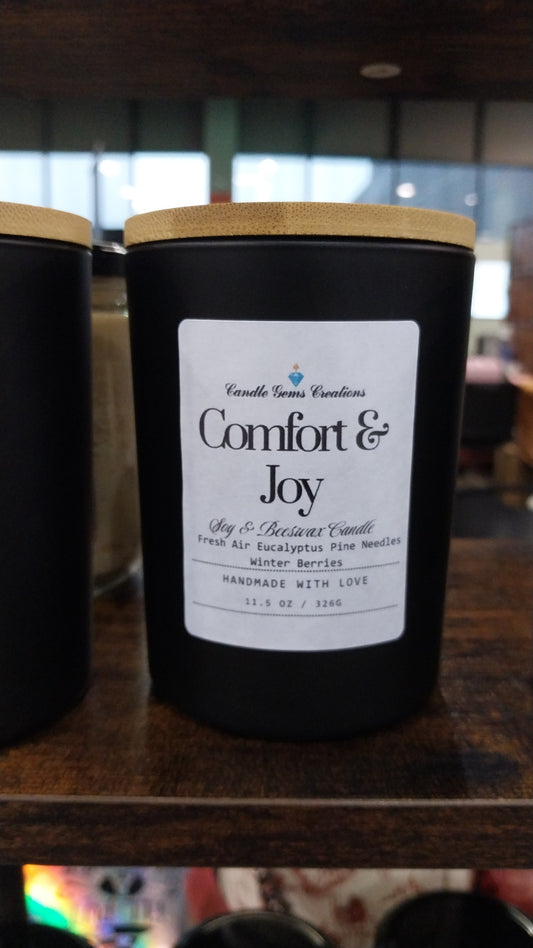 Candle Gems Creations
Comfort &
Joy
Soy & Beeswax Candle
Fresh Air Eucalyptus Pine Needles
Winter Berries
HANDMADE WITH LOVE
11.5 OZ / 326G